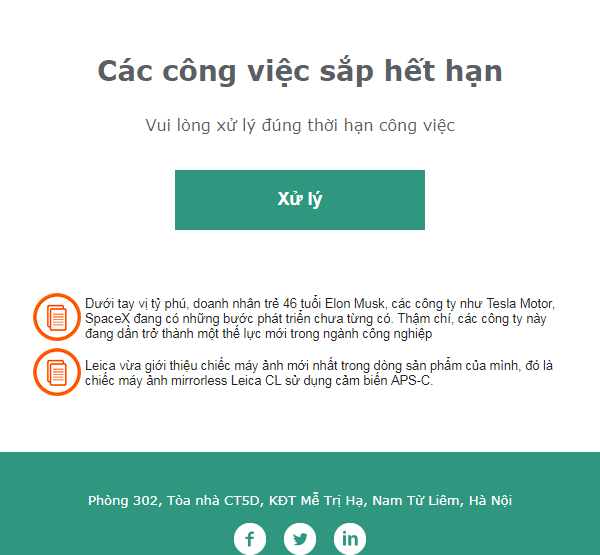 Các công việc sắp hết hạn
Vui lòng xử lý đúng thời hạn công việc
Xử lý
Dưới tay vị tỷ phú, doanh nhân trẻ 46 tuổi Elon Musk, các công ty như Tesla Motor,
SpaceX đang có những bước phát triển chưa từng có. Thậm chí, các công ty này
đang dần trở thành một thế lực mới trong ngành công nghiệp
Leica vừa giới thiệu chiếc máy ảnh mới nhất trong dòng sản phẩm của mình, đó là
chiếc máy ảnh mirrorless Leica CL sử dụng cảm biến APS-C.
Phòng 302, Tòa nhà CT5D, KĐT Mễ Trị Hạ, Nam Từ Liêm, Hà Nội